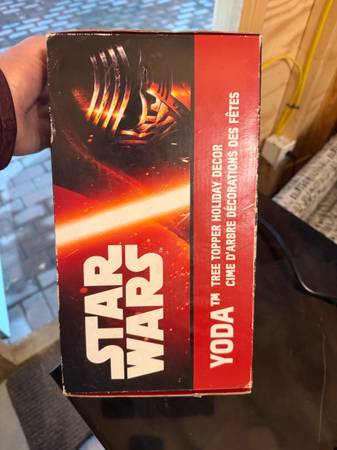 STAR
WARS
YODA™ TREE TOPPER HOLIDAY DECOR
CIME D'ARBRE DÉCORATIONS DES FÊTES